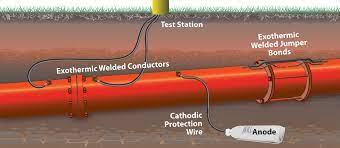 Test Station
Exothermic Welded Conductors
Exothermic
Welded Jumper
Bonds
Cathodic
Protection
Wire
Anode